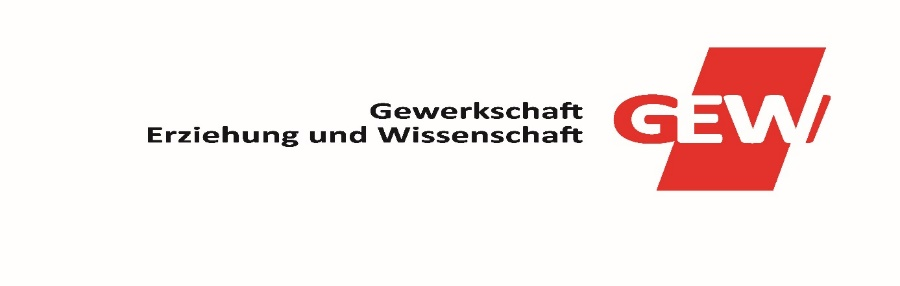 Gewerkschaft
Erziehung und Wissenschaft
GEW